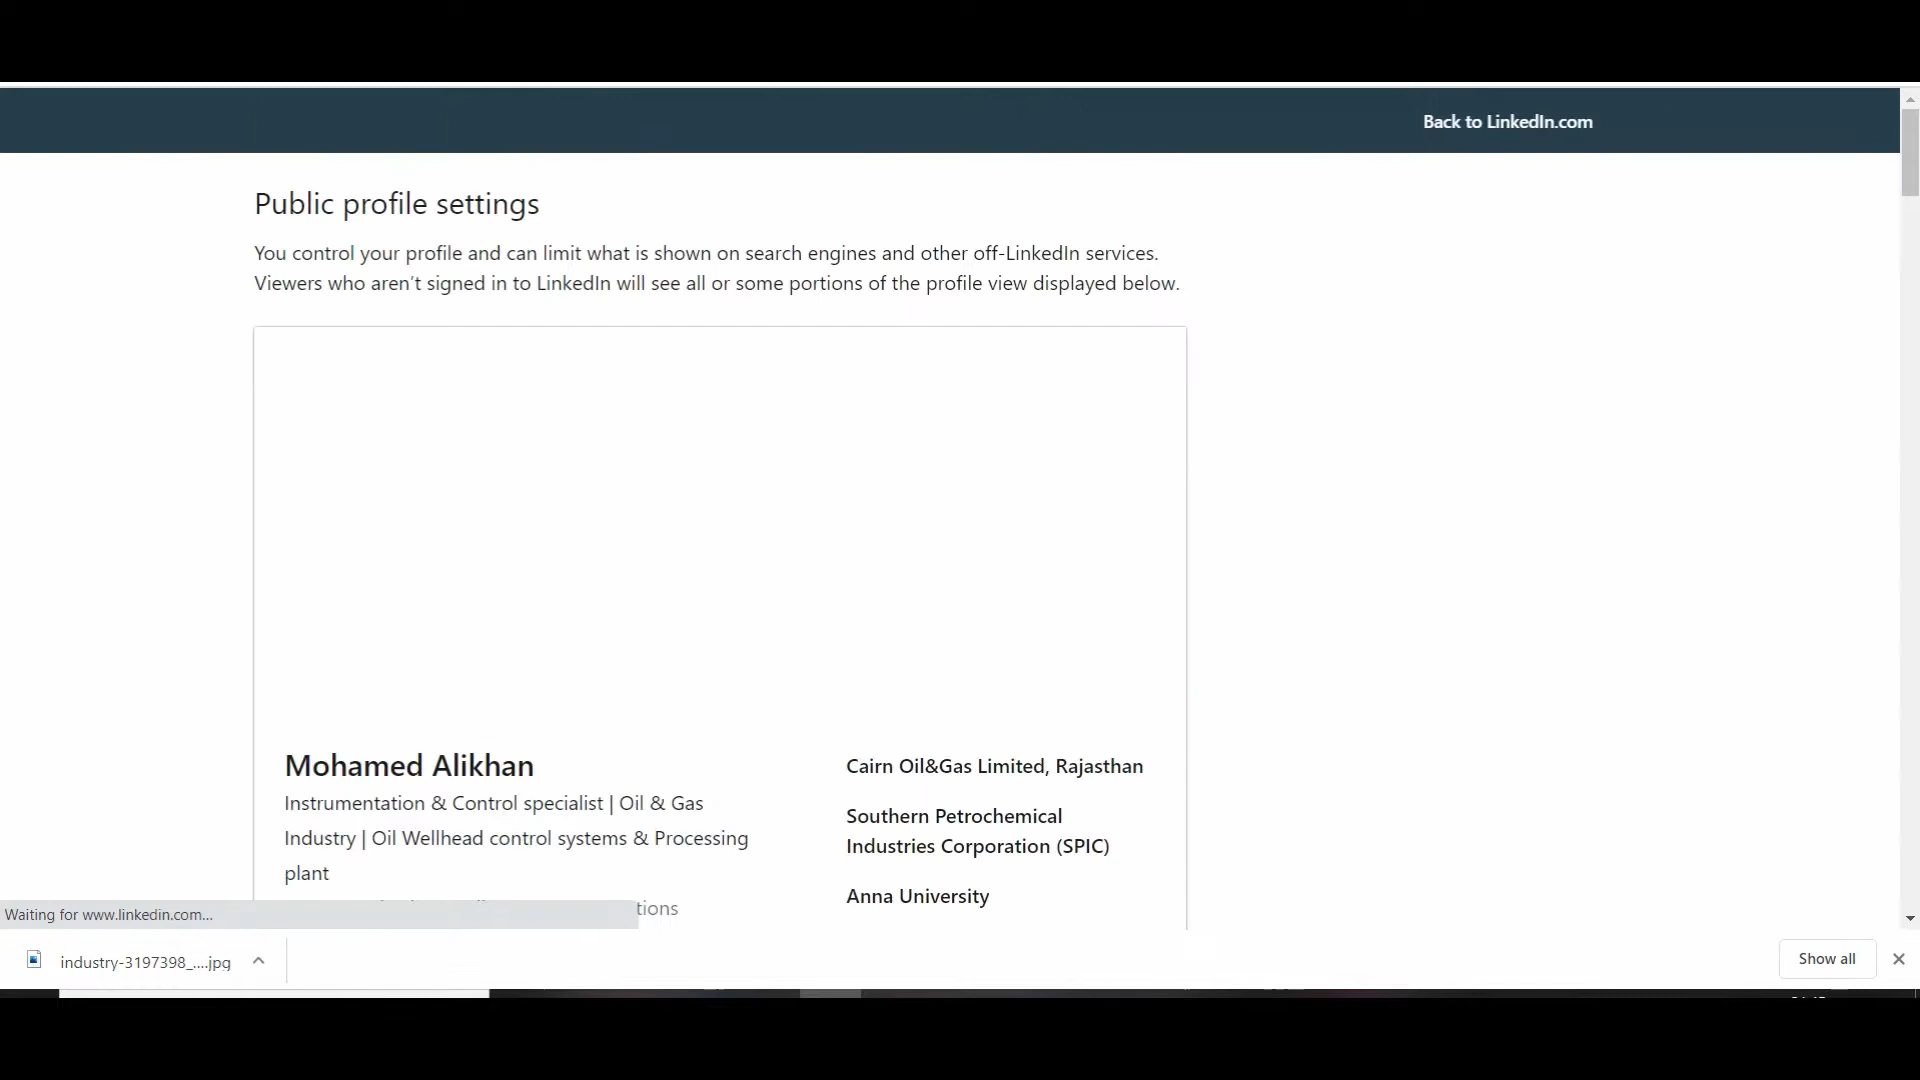 Back to LinkedIn.com
Public profile settings
You control your profile and can limit what is shown on search engines and other off-LinkedIn services.
Viewers who aren’t signed in to LinkedIn will see all or some portions of the profile view displayed below.
Mohamed Alikhan
Instrumentation & Control specialist | Oil & Gas
Industry | Oil Wellhead control systems & Processing
plant
Cairn Oil&Gas Limited, Rajasthan
Southern Petrochemical
Industries Corporation (SPIC)
Anna University
Waiting for www.linkedin.com...
industry-3197398_....jpg
Show all